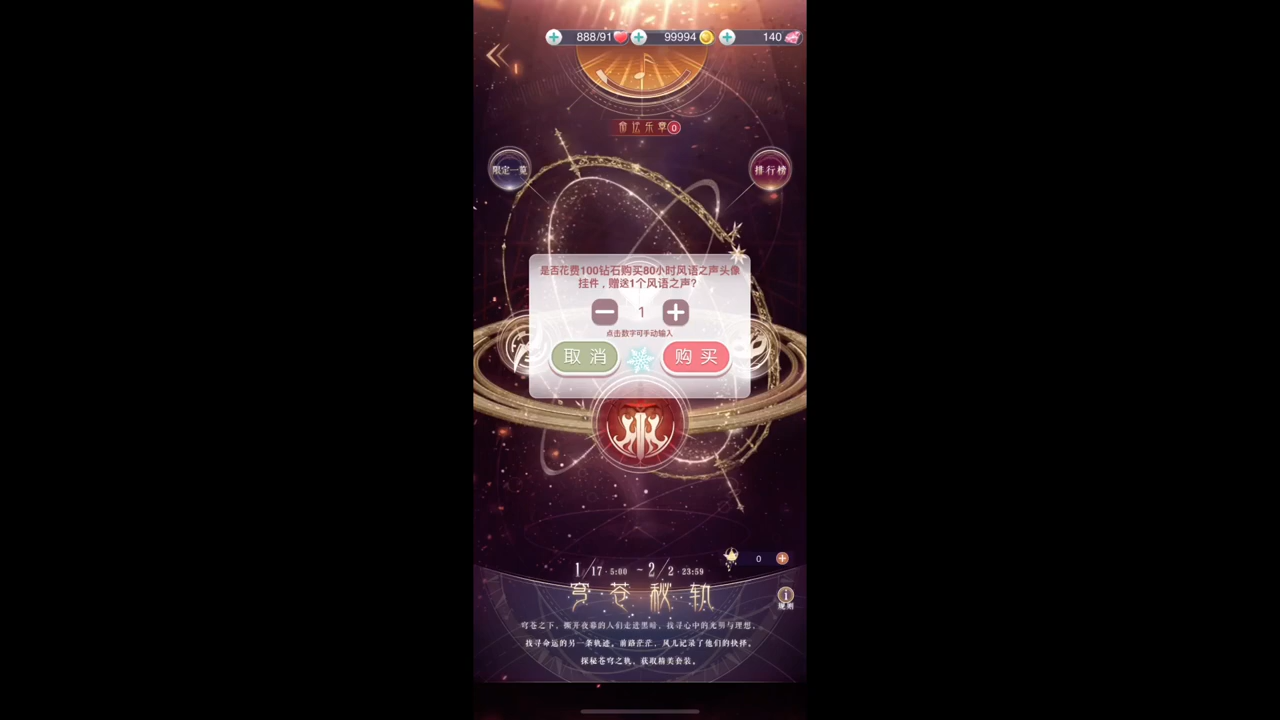 888/91
99994
140
0
限定一览
排行榜
是否花费100钻石购买80小时风语之声头像
挂件，赠送1个风语之声？
1
点击数字可手动输入
取消
购买
0
1/17·5:00 ~ 2/2·23:59
穹苍秘轨
规则
穹苍之下，撕开夜幕的人们走进黑暗，找寻心中的光明与理想，
找寻命运的另一条轨迹。前路茫茫，风儿记录了他们的抉择。
探秘苍穹之轨，获取精美套装。